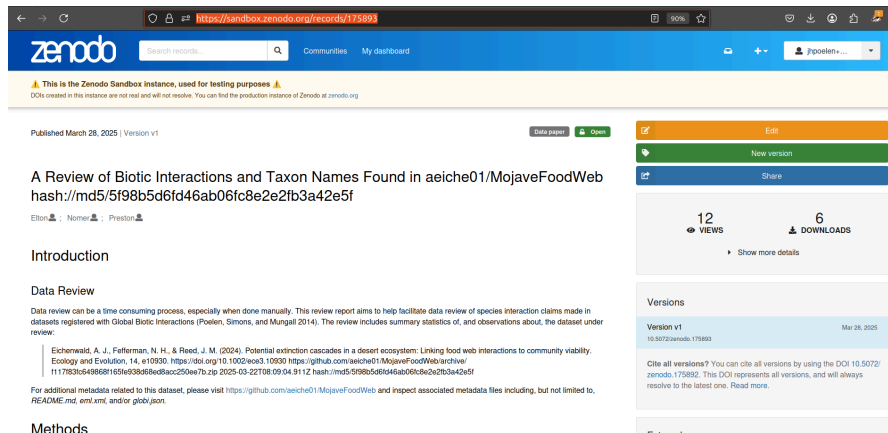 https://sandbox.zenodo.org/records/175893
90%
zenodo
Search records...
Communities
My dashboard
jhpoelen+...
This is the Zenodo Sandbox instance, used for testing purposes
DOIs created in this instance are not real and will not resolve. You can find the production instance of Zenodo at zenodo.org
Published March 28, 2025 | Version v1
Data paper
Open
A Review of Biotic Interactions and Taxon Names Found in aeiche01/MojaveFoodWeb
hash://md5/5f98b5d6fd46ab06fc8e2e2fb3a42e5f
Elton ; Nomer ; Preston
Introduction
Data Review
Data review can be a time consuming process, especially when done manually. This review report aims to help facilitate data review of species interaction claims made in
datasets registered with Global Biotic Interactions (Poelen, Simons, and Mungall 2014). The review includes summary statistics of, and observations about, the dataset under
review:
Eichenwald, A. J., Fefferman, N. H., & Reed, J. M. (2024). Potential extinction cascades in a desert ecosystem: Linking food web interactions to community viability.
Ecology and Evolution, 14, e10930. https://doi.org/10.1002/ece3.10930 https://github.com/aeiche01/MojaveFoodWeb/archive/
f117f83fc649868f165fe938d68ed8acc250ee7b.zip 2025-03-22T08:09:04.911Z hash://md5/5f98b5d6fd46ab06fc8e2e2fb3a42e5f
For additional metadata related to this dataset, please visit https://github.com/aeiche01/MojaveFoodWeb and inspect associated metadata files including, but not limited to,
README.md, eml.xml, and/or globi.json.
Methods
Edit
New version
Share
12
VIEWS
6
DOWNLOADS
Show more details
Versions
Version v1
Mar 28, 2025
10.5072/zenodo.175893
Cite all versions? You can cite all versions by using the DOI 10.5072/
zenodo.175892. This DOI represents all versions, and will always
resolve to the latest one. Read more.